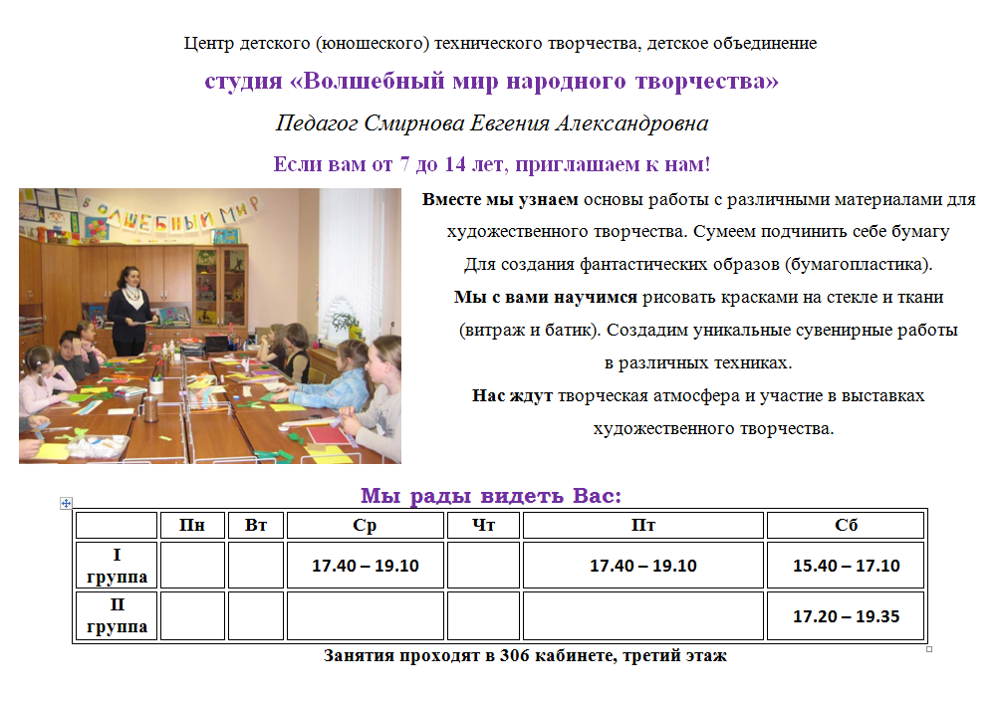 Центр детского (юношеского) технического творчества, детское объединение
студия «Волшебный мир народного творчества»
Педагог Смирнова Евгения Александровна
Если вам от 7 до 14 лет, приглашаем к нам!
ВОЛШЕБНЫЙ МИР
Вместе мы узнаем основы работы с различными материалами для
художественного творчества. Сумеем подчинить себе бумагу
Для создания фантастических образов (бумагопластика).
Мы с вами научимся рисовать красками на стекле и ткани
(витраж и батик). Создадим уникальные сувенирные работы
в различных техниках.
Нас ждут творческая атмосфера и участие в выставках
художественного творчества.
Мы рады видеть Вас:
Пн Вт Ср Чт Пт Сб
I группа 17.40 – 19.10 17.40 – 19.10 15.40 – 17.10
II группа 17.20 – 19.35
Занятия проходят в 306 кабинете, третий этаж